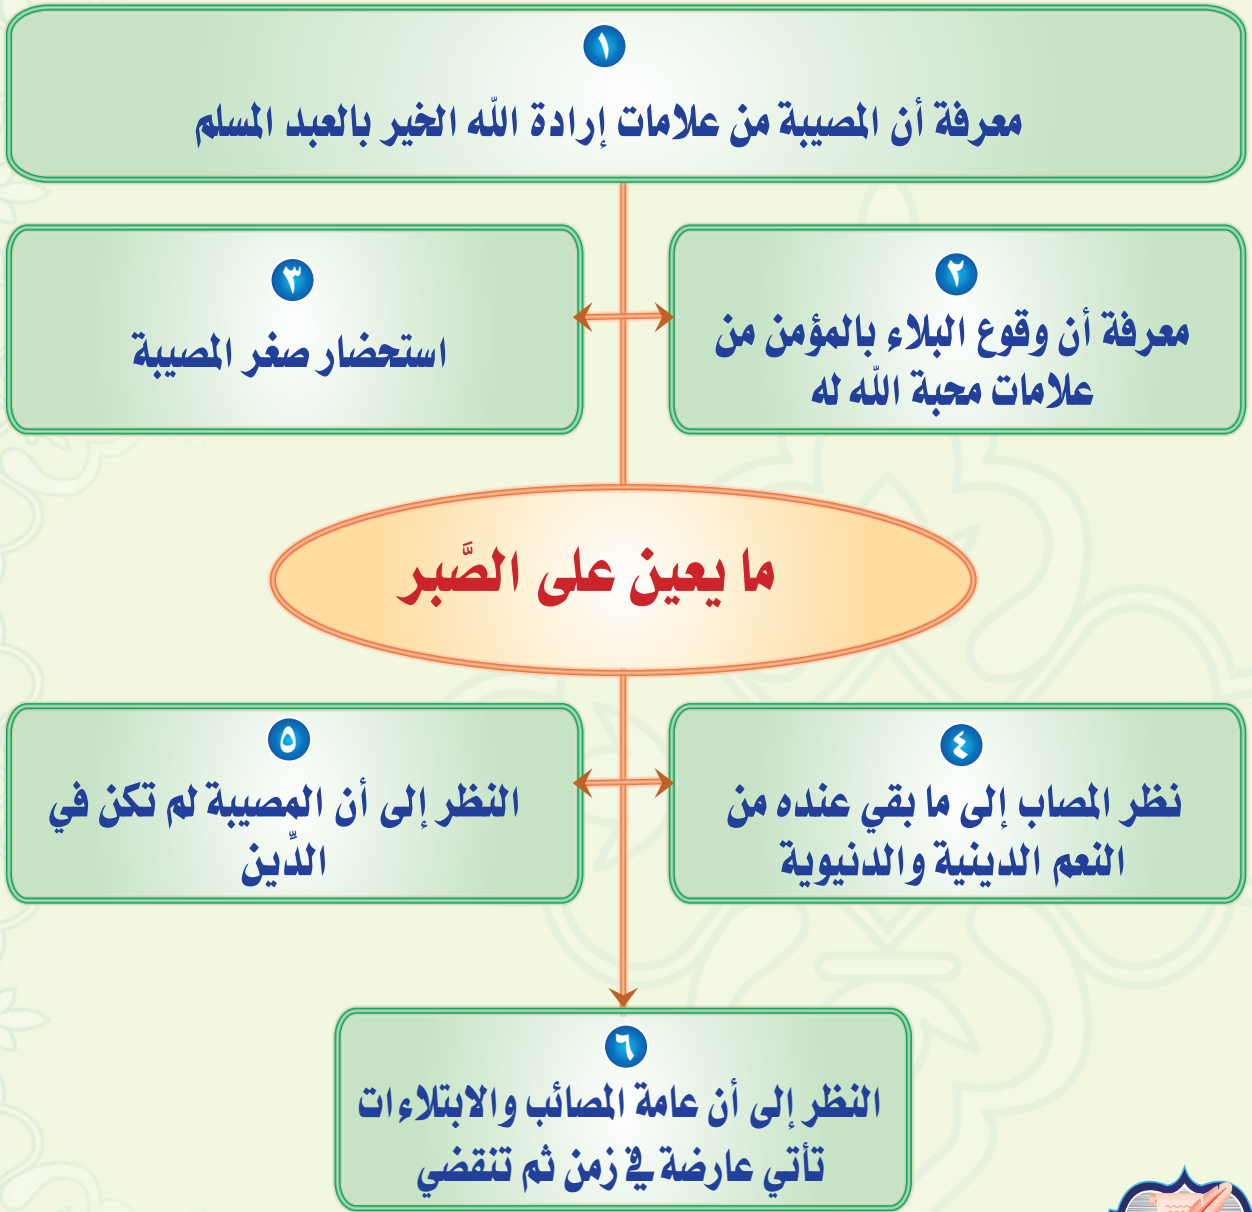 ١
معرفة أن المصيبة من علامات إرادة الله الخير بالعبد المسلم
٢
معرفة أن وقوع البلاء بالمؤمن من
علامات محبة الله له
٣
استحضار صغر المصيبة
ما يعين على الصَّبر
٤
نظر المصاب إلى ما بقي عنده من
النعم الدينية والدنيوية
٥
النظر إلى أن المصيبة لم تكن في
الدِّين
٦
النظر إلى أن عامة المصائب والابتلاءات
تأتي عارضة في زمن ثم تنقضي